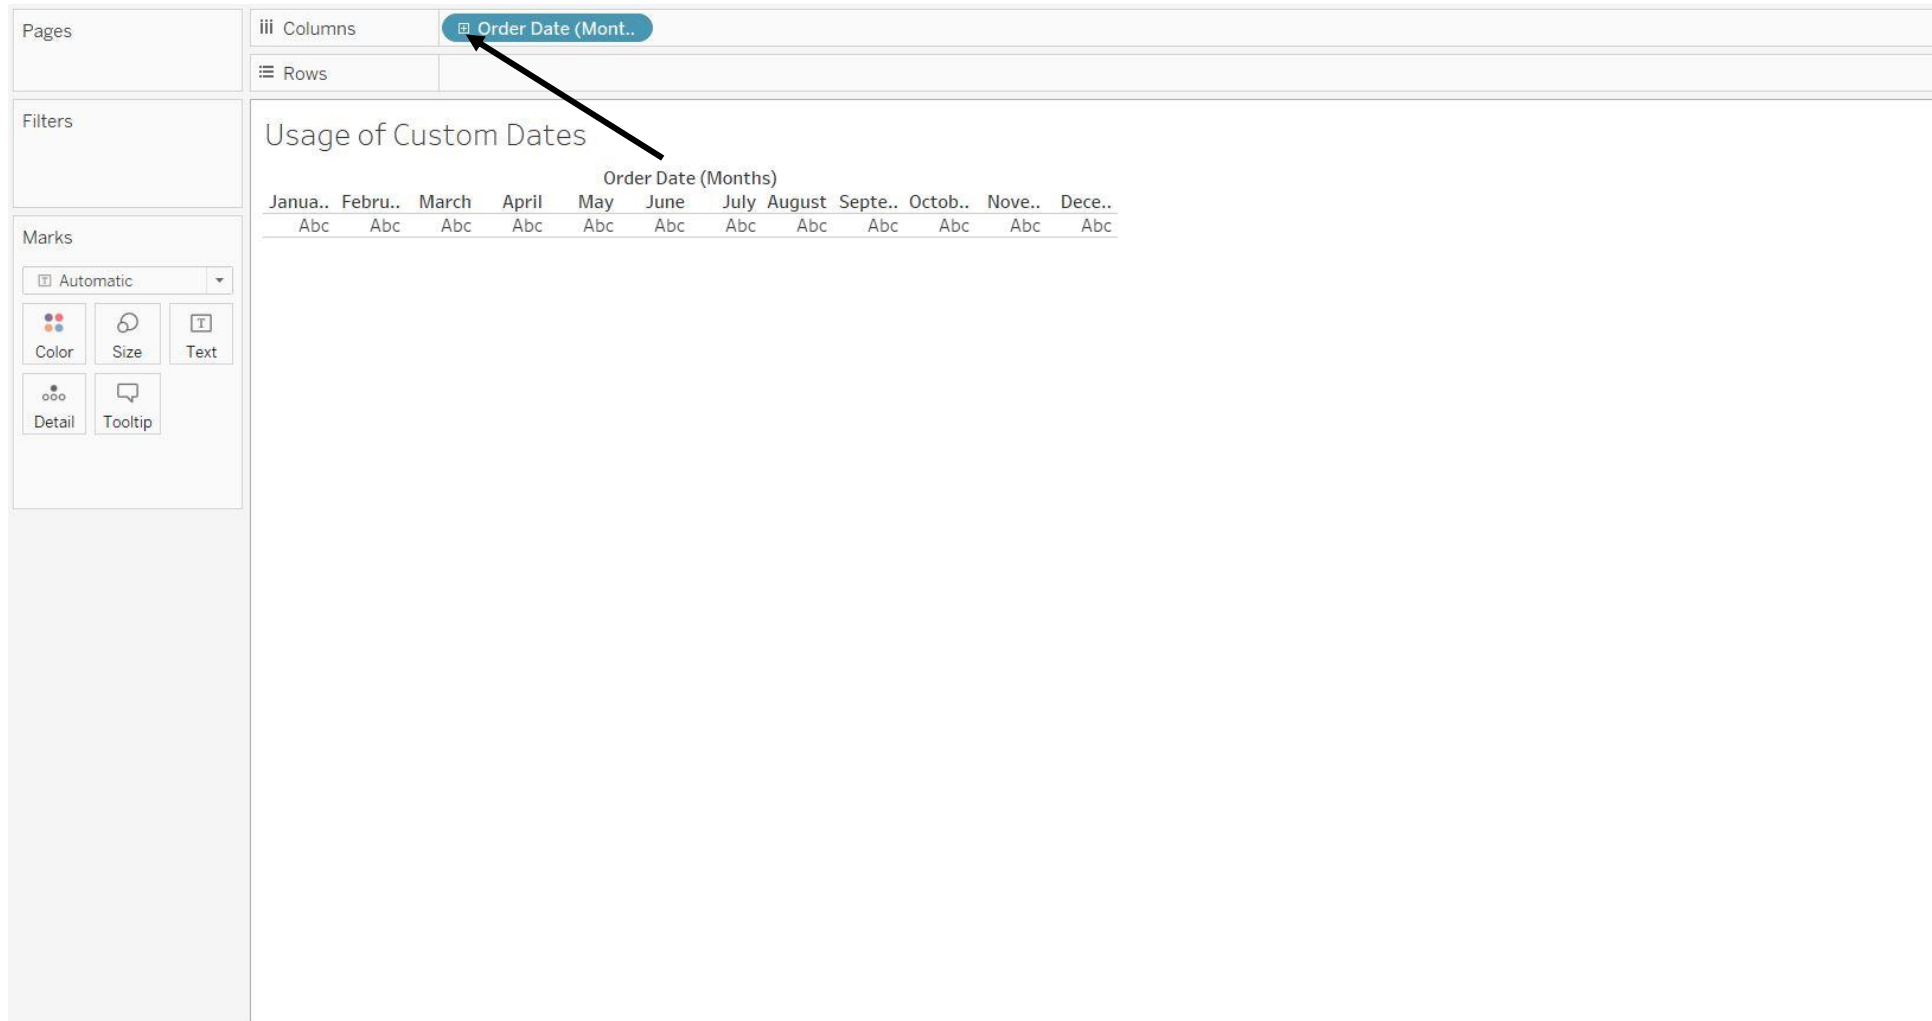 Pages
Columns
Order Date (Mont..
Rows
Filters
Usage of Custom Dates
Order Date (Months)
Janua.. Febru.. March April May June July August Septe.. Octob.. Nove.. Dece..
Abc Abc Abc Abc Abc Abc Abc Abc Abc Abc Abc Abc
Marks
T Automatic
T
Color Size Text
Detail Tooltip